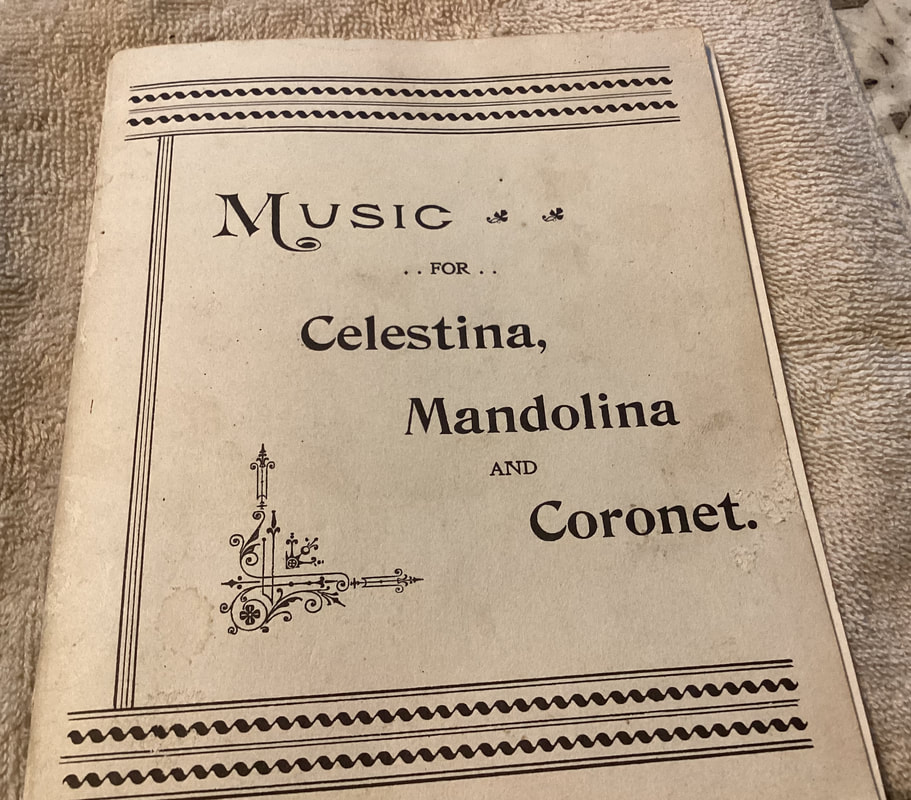 MUSIC
. . FOR . .
Celestina,
Mandolina
AND
Coronet.